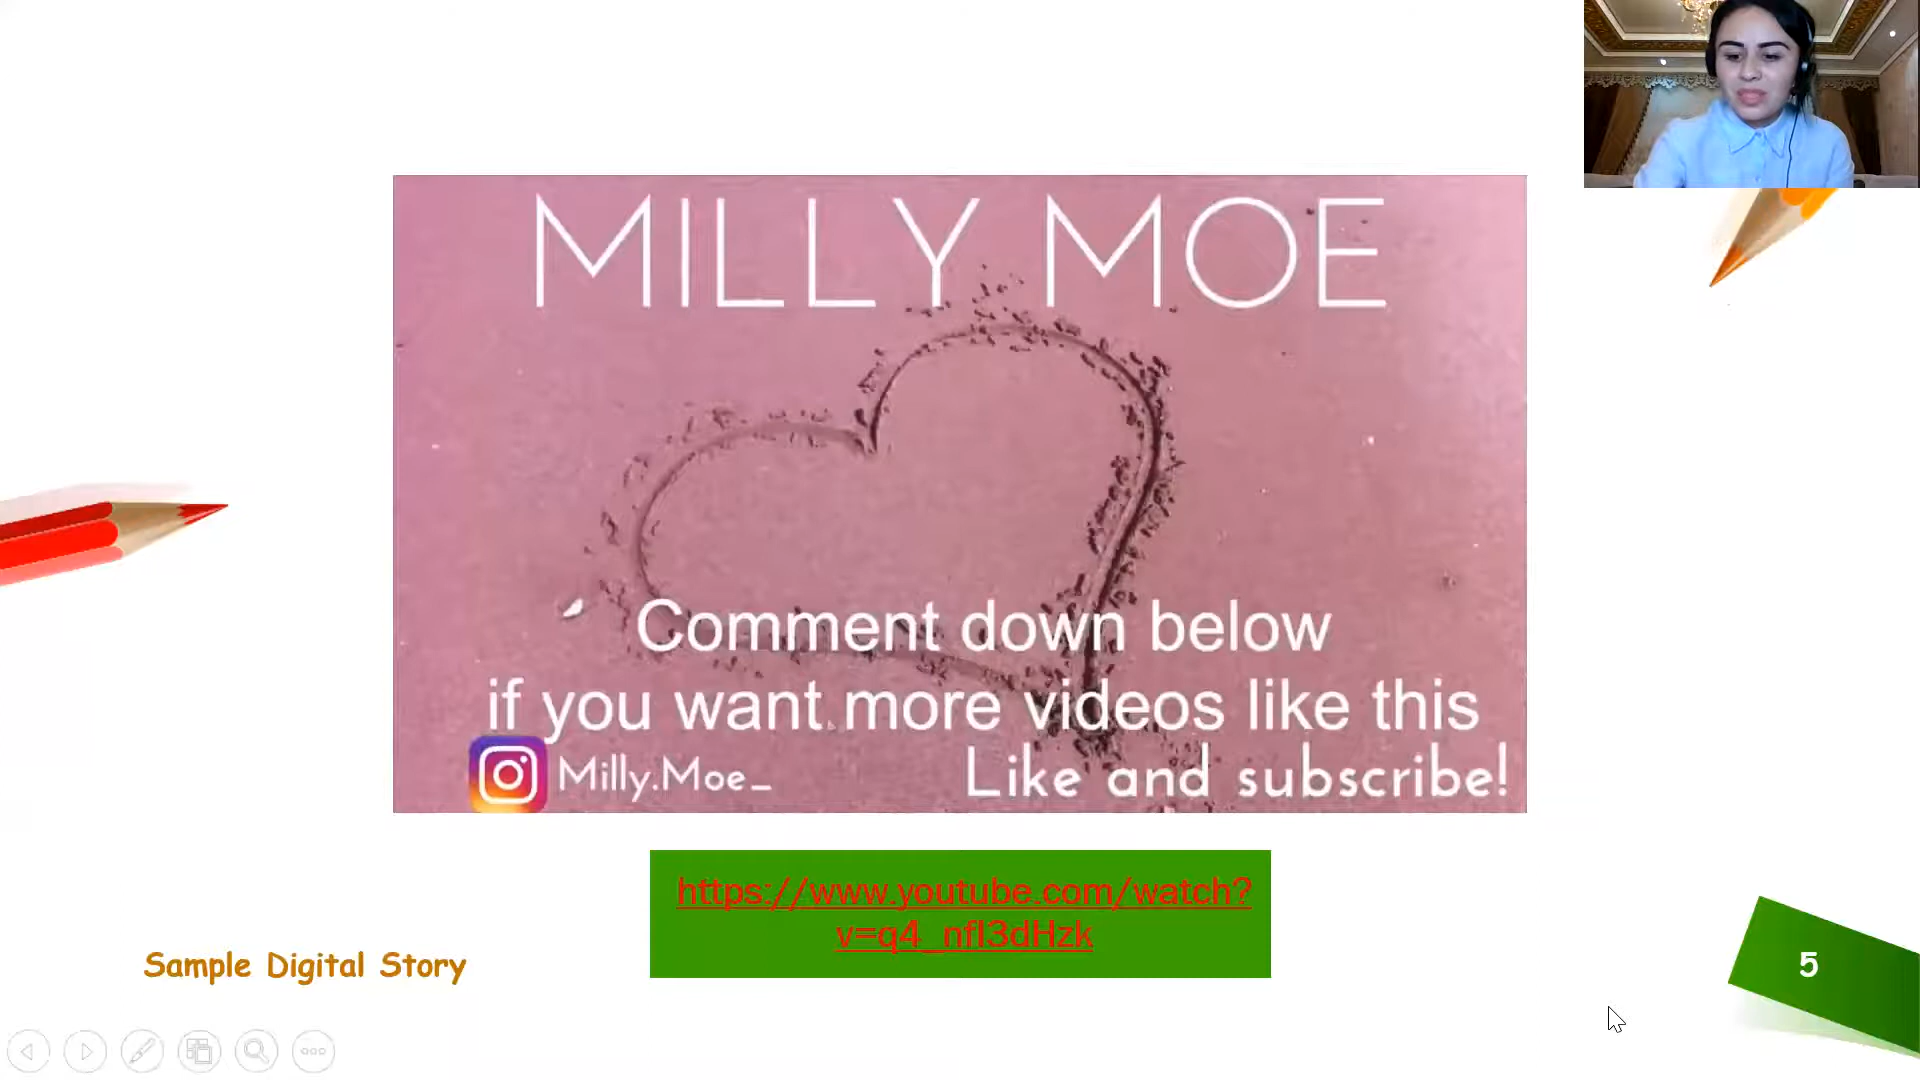 MILLY MOE
Comment down below
if you want more videos like this
Milly.Moe_
Like and subscribe!
https://www.youtube.com/watch?
v=q4_nfI3dHzk
Sample Digital Story
5